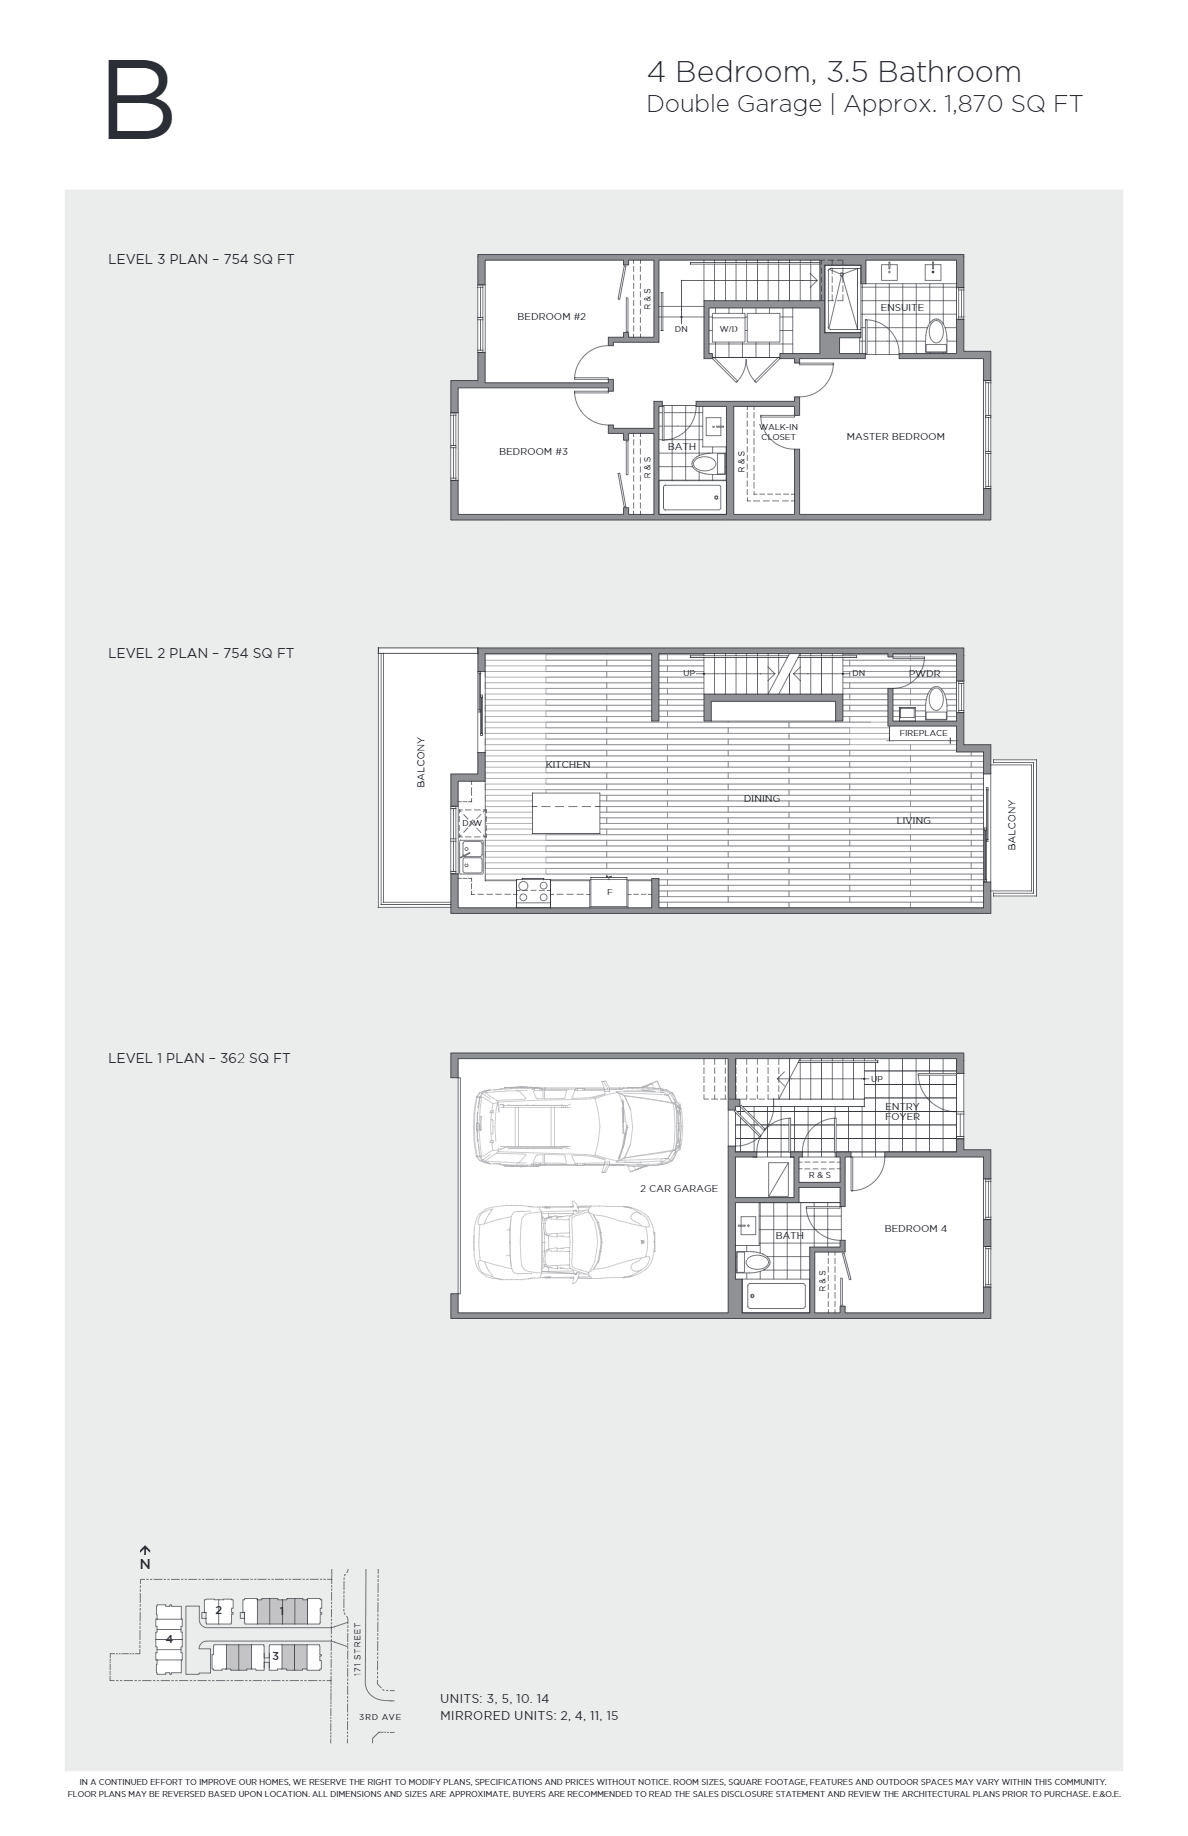 B
4 Bedroom, 3.5 Bathroom
Double Garage | Approx. 1,870 SQ FT
LEVEL 3 PLAN – 754 SQ FT
BEDROOM #2
R & S
DN
W/D
ENSUITE
BEDROOM #3
R & S
BATH
R & S
WALK-IN
CLOSET
MASTER BEDROOM
LEVEL 2 PLAN – 754 SQ FT
BALCONY
UP
DN
PWDR
FIREPLACE
KITCHEN
D/W
DINING
LIVING
BALCONY
F
LEVEL 1 PLAN – 362 SQ FT
UP
ENTRY
FOYER
2 CAR GARAGE
R & S
BATH
BEDROOM 4
R & S
N
2
1
4
3
171 STREET
3RD AVE
UNITS: 3, 5, 10. 14
MIRRORED UNITS: 2, 4, 11, 15
IN A CONTINUED EFFORT TO IMPROVE OUR HOMES, WE RESERVE THE RIGHT TO MODIFY PLANS, SPECIFICATIONS AND PRICES WITHOUT NOTICE. ROOM SIZES, SQUARE FOOTAGE, FEATURES AND OUTDOOR SPACES MAY VARY WITHIN THIS COMMUNITY.
FLOOR PLANS MAY BE REVERSED BASED UPON LOCATION. ALL DIMENSIONS AND SIZES ARE APPROXIMATE. BUYERS ARE RECOMMENDED TO READ THE SALES DISCLOSURE STATEMENT AND REVIEW THE ARCHITECTURAL PLANS PRIOR TO PURCHASE. E.&O.E.